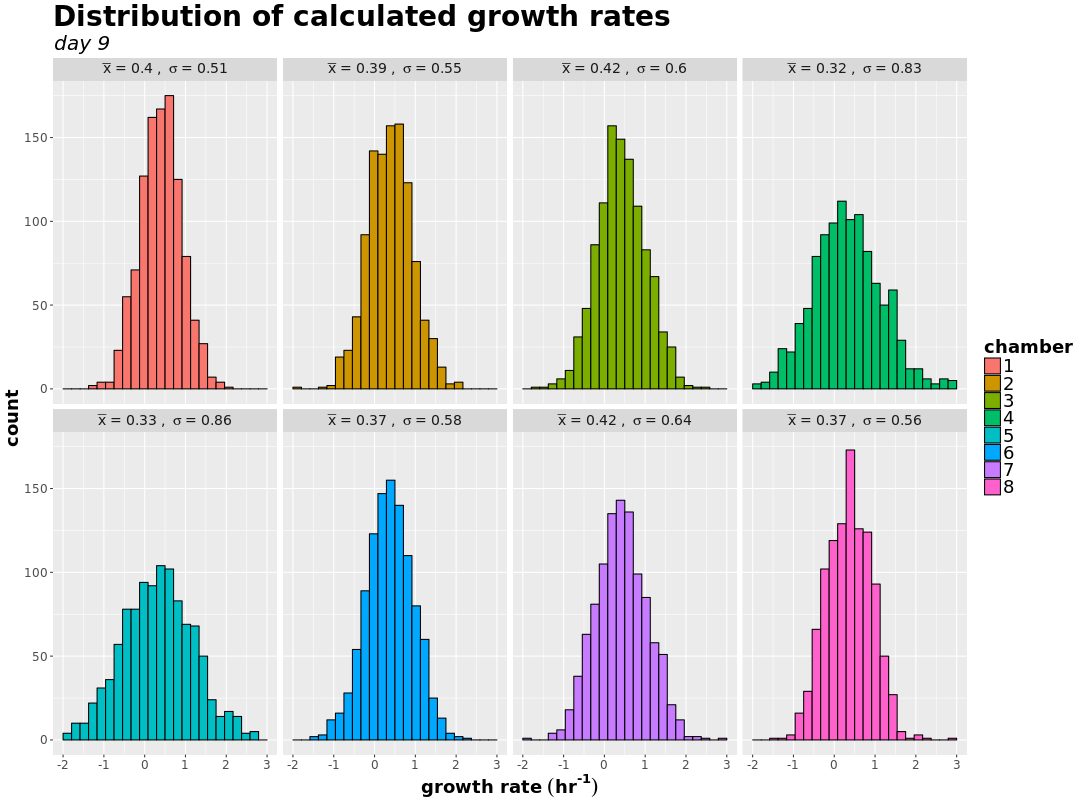 Distribution of calculated growth rates
day 9
x̅ = 0.4 , σ = 0.51
x̅ = 0.39 , σ = 0.55
x̅ = 0.42 , σ = 0.6
x̅ = 0.32 , σ = 0.83
150
100
50
0
x̅ = 0.33 , σ = 0.86
x̅ = 0.37 , σ = 0.58
x̅ = 0.42 , σ = 0.64
x̅ = 0.37 , σ = 0.56
150
100
50
0
-2 -1 0 1 2 3
-2 -1 0 1 2 3
-2 -1 0 1 2 3
-2 -1 0 1 2 3
count
growth rate (hr⁻¹)
chamber
1
2
3
4
5
6
7
8